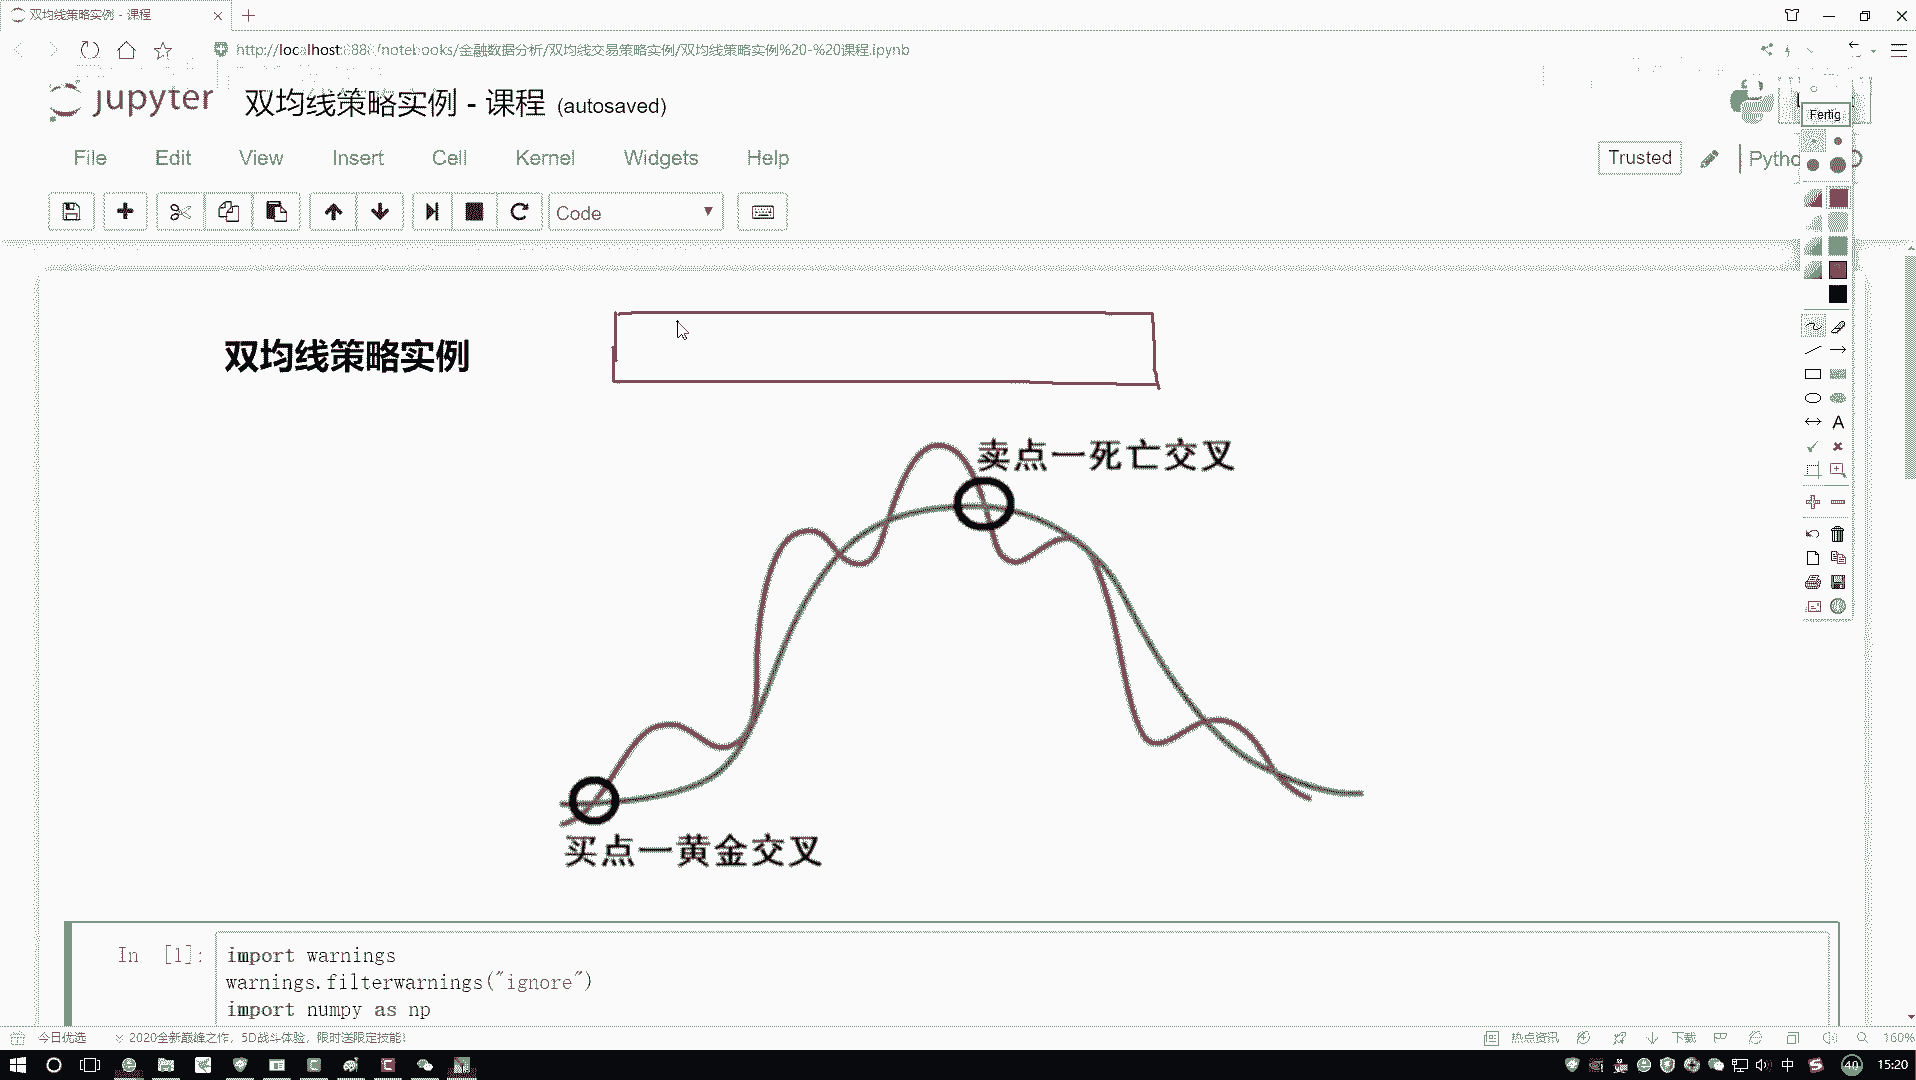 双均线策略实例 - 课程
http://localhost:8888/notebooks/金融数据分析/双均线交易策略实例/双均线策略实例%20-%20课程.ipynb
jupyter 双均线策略实例 - 课程 (autosaved)
Fertig
File Edit View Insert Cell Kernel Widgets Help
Trusted
Pytho
Code
A
双均线策略实例
卖点一死亡交叉
买点一黄金交叉
In [1]: import warnings
warnings.filterwarnings("ignore")
import numpy as np
今日优选 2020全新巅峰之作，5D战斗体验，限时送限定技能！ 热点资讯 下载 160%
中 40 15:20